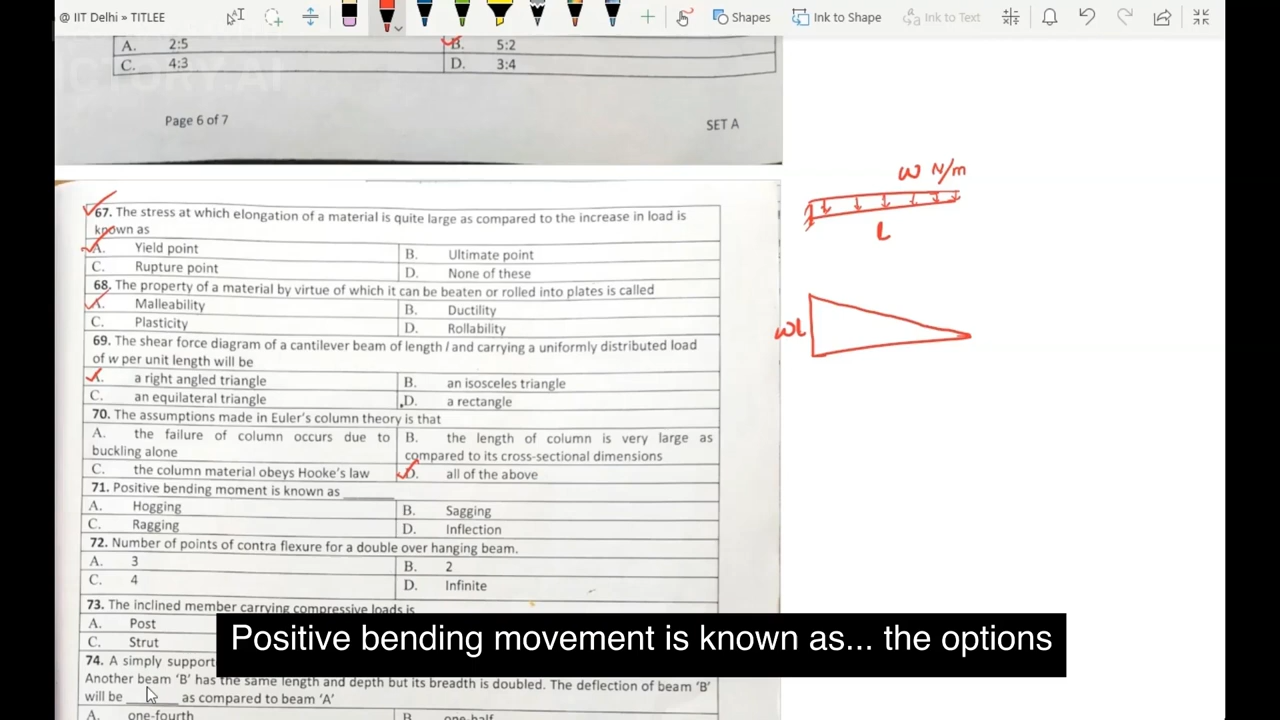 @ IIT Delhi » TITLEE
Shapes
Ink to Shape
Ink to Text
A. 2:5 B. 5:2
C. 4:3 D. 3:4
Page 6 of 7
SET A
67. The stress at which elongation of a material is quite large as compared to the increase in load is
known as
A. Yield point B. Ultimate point
C. Rupture point D. None of these
68. The property of a material by virtue of which it can be beaten or rolled into plates is called
A. Malleability B. Ductility
C. Plasticity D. Rollability
69. The shear force diagram of a cantilever beam of length l and carrying a uniformly distributed load
of w per unit length will be
A. a right angled triangle B. an isosceles triangle
C. an equilateral triangle D. a rectangle
70. The assumptions made in Euler's column theory is that
A. the failure of column occurs due to B. the length of column is very large as
buckling alone compared to its cross-sectional dimensions
C. the column material obeys Hooke's law D. all of the above
71. Positive bending moment is known as ______
A. Hogging B. Sagging
C. Ragging D. Inflection
72. Number of points of contra flexure for a double over hanging beam.
A. 3 B. 2
C. 4 D. Infinite
73. The inclined member carrying compressive loads is
A. Post
C. Strut
74. A simply support
Another beam 'B' has the same length and depth but its breadth is doubled. The deflection of beam 'B'
will be ______ as compared to beam 'A'
A. one-fourth B. one-half
w N/m
L
wL
Positive bending movement is known as... the options